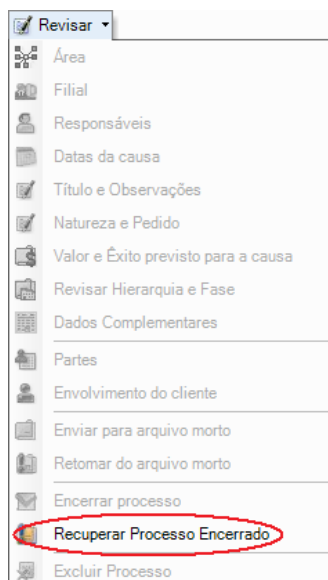 Revisar
Área
Filial
Responsáveis
Datas da causa
Título e Observações
Natureza e Pedido
Valor e Êxito previsto para a causa
Revisar Hierarquia e Fase
Dados Complementares
Partes
Envolvimento do cliente
Enviar para arquivo morto
Retomar do arquivo morto
Encerrar processo
Recuperar Processo Encerrado
Excluir Processo